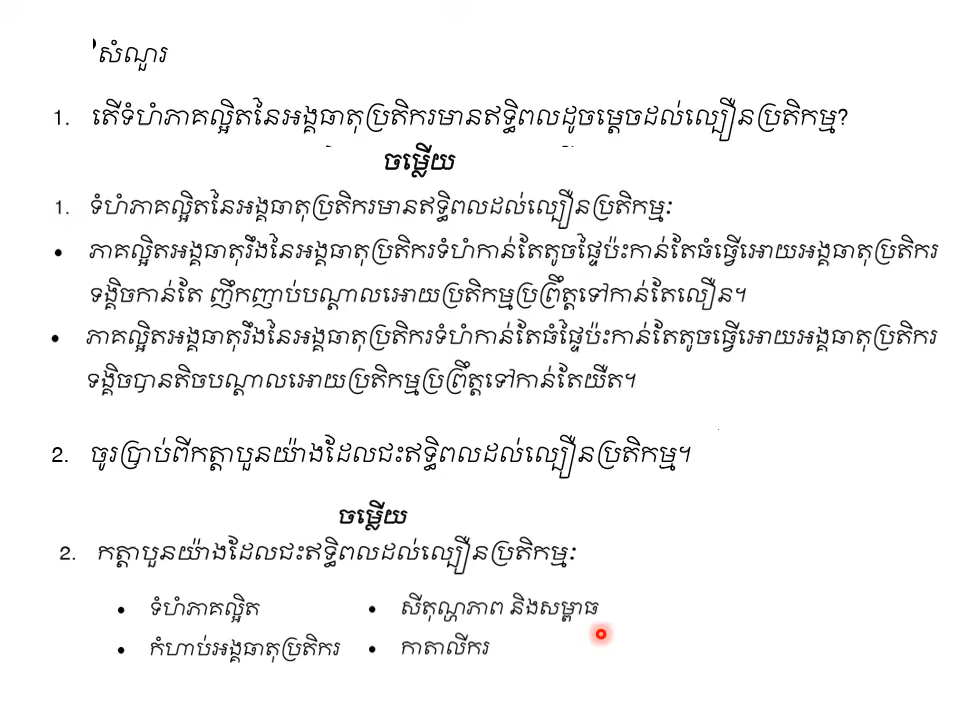 សំណួរ
1. តើទំហំភាគល្អិតនៃអង្គធាតុប្រតិករមានឥទ្ធិពលដូចម្ដេចដល់ល្បឿនប្រតិកម្ម?
ចម្លើយ
1. ទំហំភាគល្អិតនៃអង្គធាតុប្រតិករមានឥទ្ធិពលដល់ល្បឿនប្រតិកម្មៈ
• ភាគល្អិតអង្គធាតុរឹងនៃអង្គធាតុប្រតិករទំហំកាន់តែតូចផ្ទៃប៉ះកាន់តែធំធ្វើអោយអង្គធាតុប្រតិករ
ទង្គិចកាន់តែ ញឹកញាប់បណ្ដាលអោយប្រតិកម្មប្រព្រឹត្តទៅកាន់តែលឿន។
• ភាគល្អិតអង្គធាតុរឹងនៃអង្គធាតុប្រតិករទំហំកាន់តែធំផ្ទៃប៉ះកាន់តែតូចធ្វើអោយអង្គធាតុប្រតិករ
ទង្គិចបានតិចបណ្ដាលអោយប្រតិកម្មប្រព្រឹត្តទៅកាន់តែយឺត។
2. ចូរប្រាប់ពីកត្តាបួនយ៉ាងដែលជះឥទ្ធិពលដល់ល្បឿនប្រតិកម្ម។
ចម្លើយ
2. កត្តាបួនយ៉ាងដែលជះឥទ្ធិពលដល់ល្បឿនប្រតិកម្មៈ
• ទំហំភាគល្អិត • សីតុណ្ហភាព និងសម្ពាធ
• កំហាប់អង្គធាតុប្រតិករ • កាតាលីករ